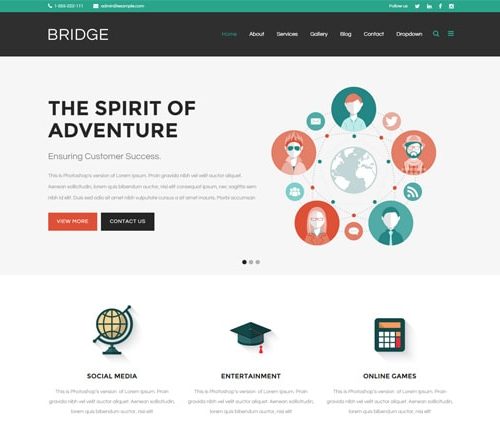 1-555-222-111 admin@example.com Follow us
BRIDGE Home About Services Gallery Blog Contact Dropdown
THE SPIRIT OF
ADVENTURE
Ensuring Customer Success.
This is Photoshop's version of Lorem Ipsum. Proin gravida nibh vel velit auctor aliquet.
Aenean sollicitudin, lorem quis bibendum auctor, nisi elit consequat ipsum, nec sagittis sem
nibh id elit. Duis sed odio sit amet nibh vulputate cursus a sit amet mauris. Morbi accumsan
VIEW MORE CONTACT US
SOCIAL MEDIA ENTERTAINMENT ONLINE GAMES
This is Photoshop's version of Lorem Ipsum. Proin This is Photoshop's version of Lorem Ipsum. Proin This is Photoshop's version of Lorem Ipsum. Proin
gravida nibh vel velit auctor aliquet. Aenean sollicitudin, gravida nibh vel velit auctor aliquet. Aenean sollicitudin, gravida nibh vel velit auctor aliquet. Aenean sollicitudin,
lorem quis bibendum auctor, nisi elit lorem quis bibendum auctor, nisi elit lorem quis bibendum auctor, nisi elit